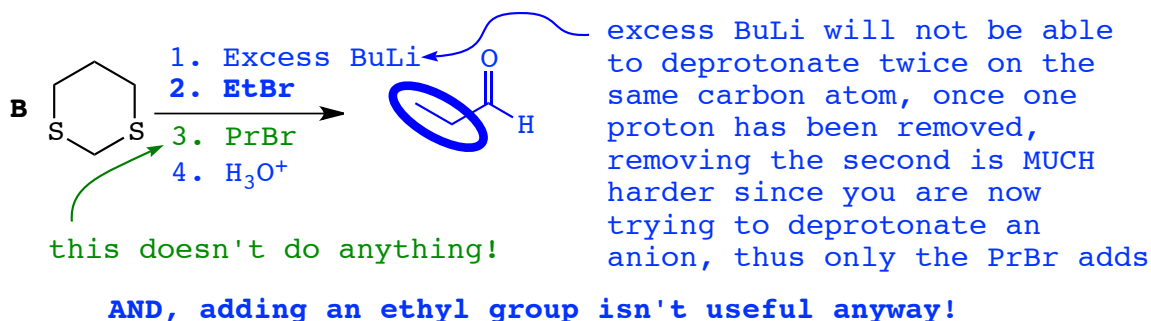 B
S
S
1. Excess BuLi
2. EtBr
3. PrBr
4. H₃O⁺
O
H
this doesn't do anything!
excess BuLi will not be able
to deprotonate twice on the
same carbon atom, once one
proton has been removed,
removing the second is MUCH
harder since you are now
trying to deprotonate an
anion, thus only the PrBr adds
AND, adding an ethyl group isn't useful anyway!